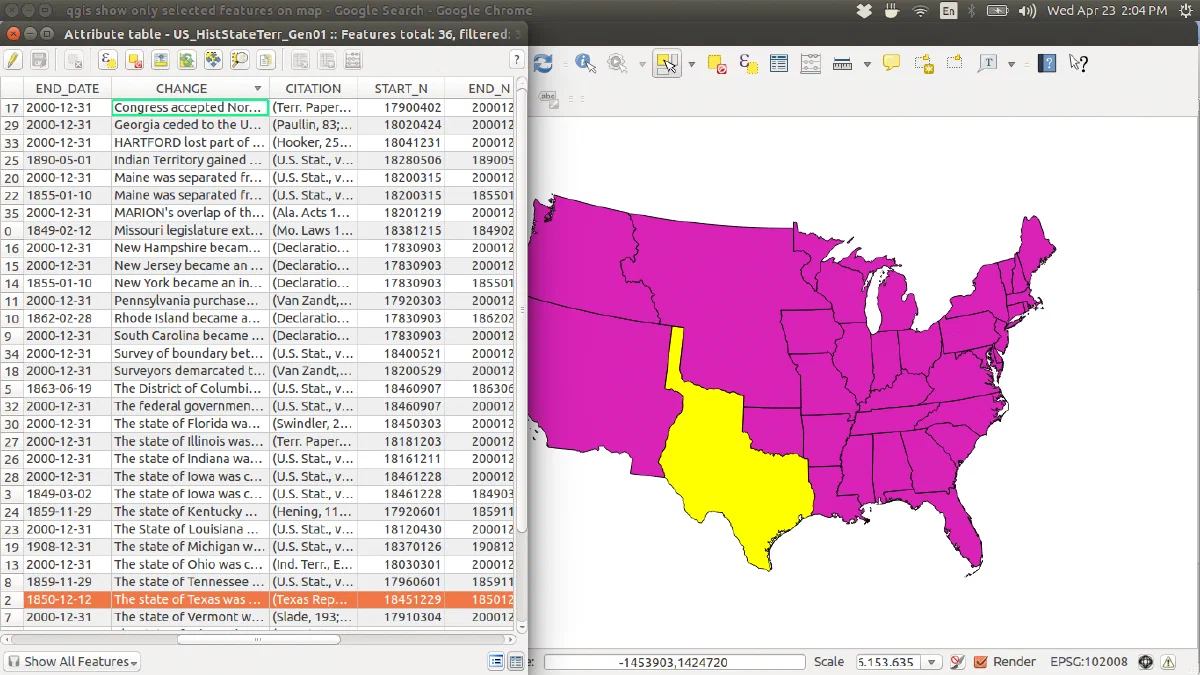 qgis show only selected features on map - Google Search - Google Chrome
En
Wed Apr 23 2:04 PM
Attribute table - US_HistStateTerr_Gen01 :: Features total: 36, filtered:
?
END_DATE CHANGE CITATION START_N END_N
17 2000-12-31 Congress accepted Nor... (Terr. Paper... 17900402 200012
29 2000-12-31 Georgia ceded to the U... (Paullin, 83;... 18020424 200012
33 2000-12-31 HARTFORD lost part of ... (Hooker, 25... 18041231 200012
25 1890-05-01 Indian Territory gained ... (U.S. Stat., v... 18280506 189005
20 2000-12-31 Maine was separated fr... (U.S. Stat., v... 18200315 200012
22 1855-01-10 Maine was separated fr... (U.S. Stat., v... 18200315 185501
35 2000-12-31 MARION's overlap of th... (Ala. Acts 1... 18201219 200012
0 1849-02-12 Missouri legislature ext... (Mo. Laws 1... 18381215 184902
16 2000-12-31 New Hampshire becam... (Declaratio... 17830903 200012
15 2000-12-31 New Jersey became an ... (Declaratio... 17830903 200012
14 1855-01-10 New York became an in... (Declaratio... 17830903 185501
11 2000-12-31 Pennsylvania purchase... (Van Zandt,... 17920303 200012
10 1862-02-28 Rhode Island became a... (Declaratio... 17830903 186202
9 2000-12-31 South Carolina became ... (Declaratio... 17830903 200012
34 2000-12-31 Survey of boundary bet... (U.S. Stat., v... 18400521 200012
18 2000-12-31 Surveyors demarcated t... (Van Zandt,... 18200529 200012
5 1863-06-19 The District of Columbi... (U.S. Stat., v... 18460907 186306
32 2000-12-31 The federal governmen... (U.S. Stat., v... 18460907 200012
30 2000-12-31 The state of Florida wa... (Swindler, 2... 18450303 200012
27 2000-12-31 The state of Illinois was... (Terr. Paper... 18181203 200012
26 2000-12-31 The state of Indiana wa... (U.S. Stat., v... 18161211 200012
28 2000-12-31 The state of Iowa was c... (U.S. Stat., v... 18461228 200012
3 1849-03-02 The state of Iowa was c... (U.S. Stat., v... 18461228 184903
24 1859-11-29 The state of Kentucky ... (Hening, 11... 17920601 185911
23 2000-12-31 The State of Louisiana ... (U.S. Stat., v... 18120430 200012
19 1908-12-31 The state of Michigan w... (U.S. Stat., v... 18370126 190812
13 2000-12-31 The state of Ohio was c... (Ind. Terr., E... 18030301 200012
8 1859-11-29 The state of Tennessee ... (U.S. Stat., v... 17960601 185911
2 1850-12-12 The state of Texas was ... (Texas Rep... 18451229 185012
7 2000-12-31 The state of Vermont w... (Slade, 193;... 17910304 200012
Show All Features
-1453903,1424720 Scale 5.153.635 Render EPSG:102008